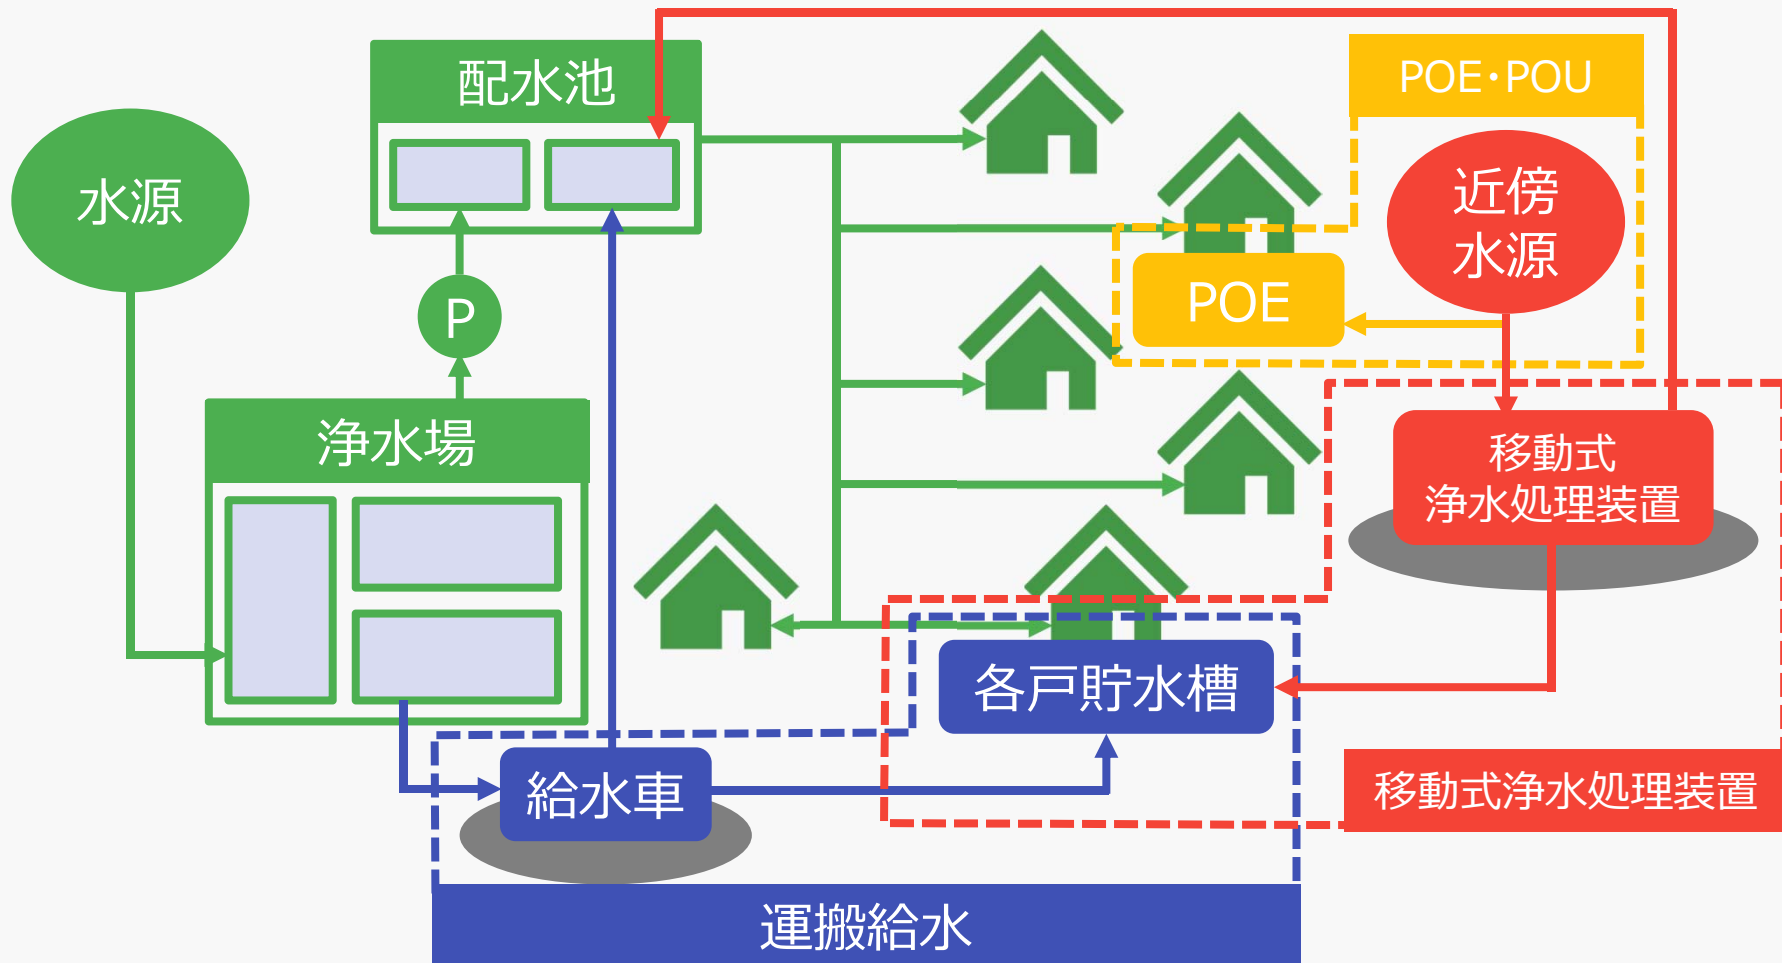 配水池
POE・POU
水源
近傍
水源
POE
P
浄水場
移動式
浄水処理装置
各戸貯水槽
給水車
移動式浄水処理装置
運搬給水